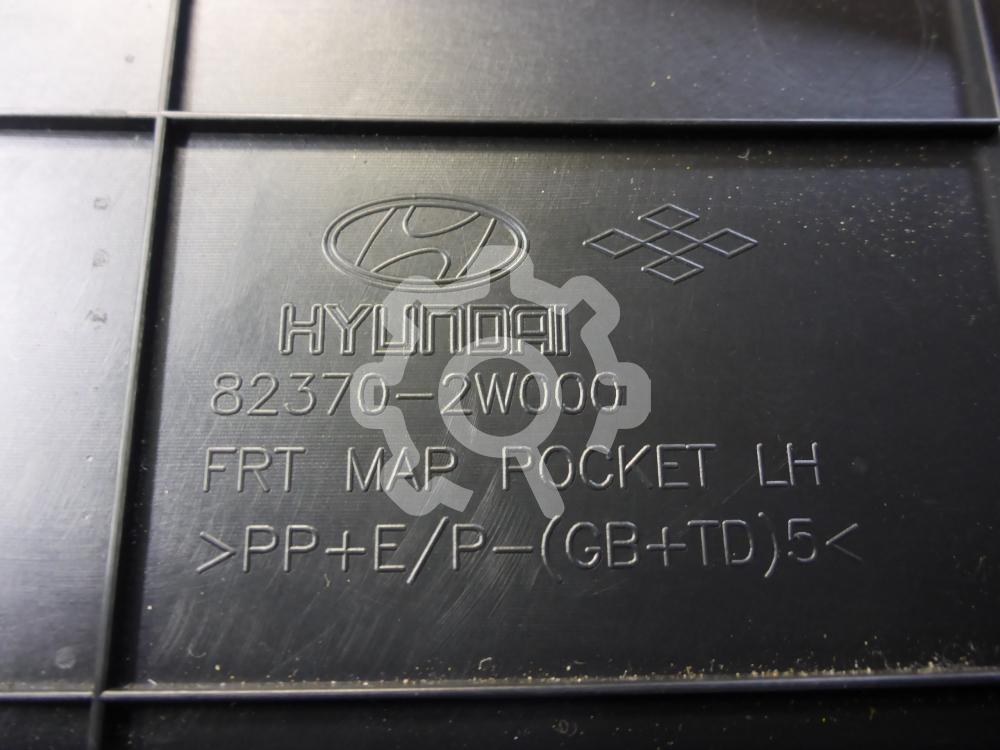 HYUNDAI
82370-2W000
FRT MAP POCKET LH
>PP+E/P-(GB+TD)5<